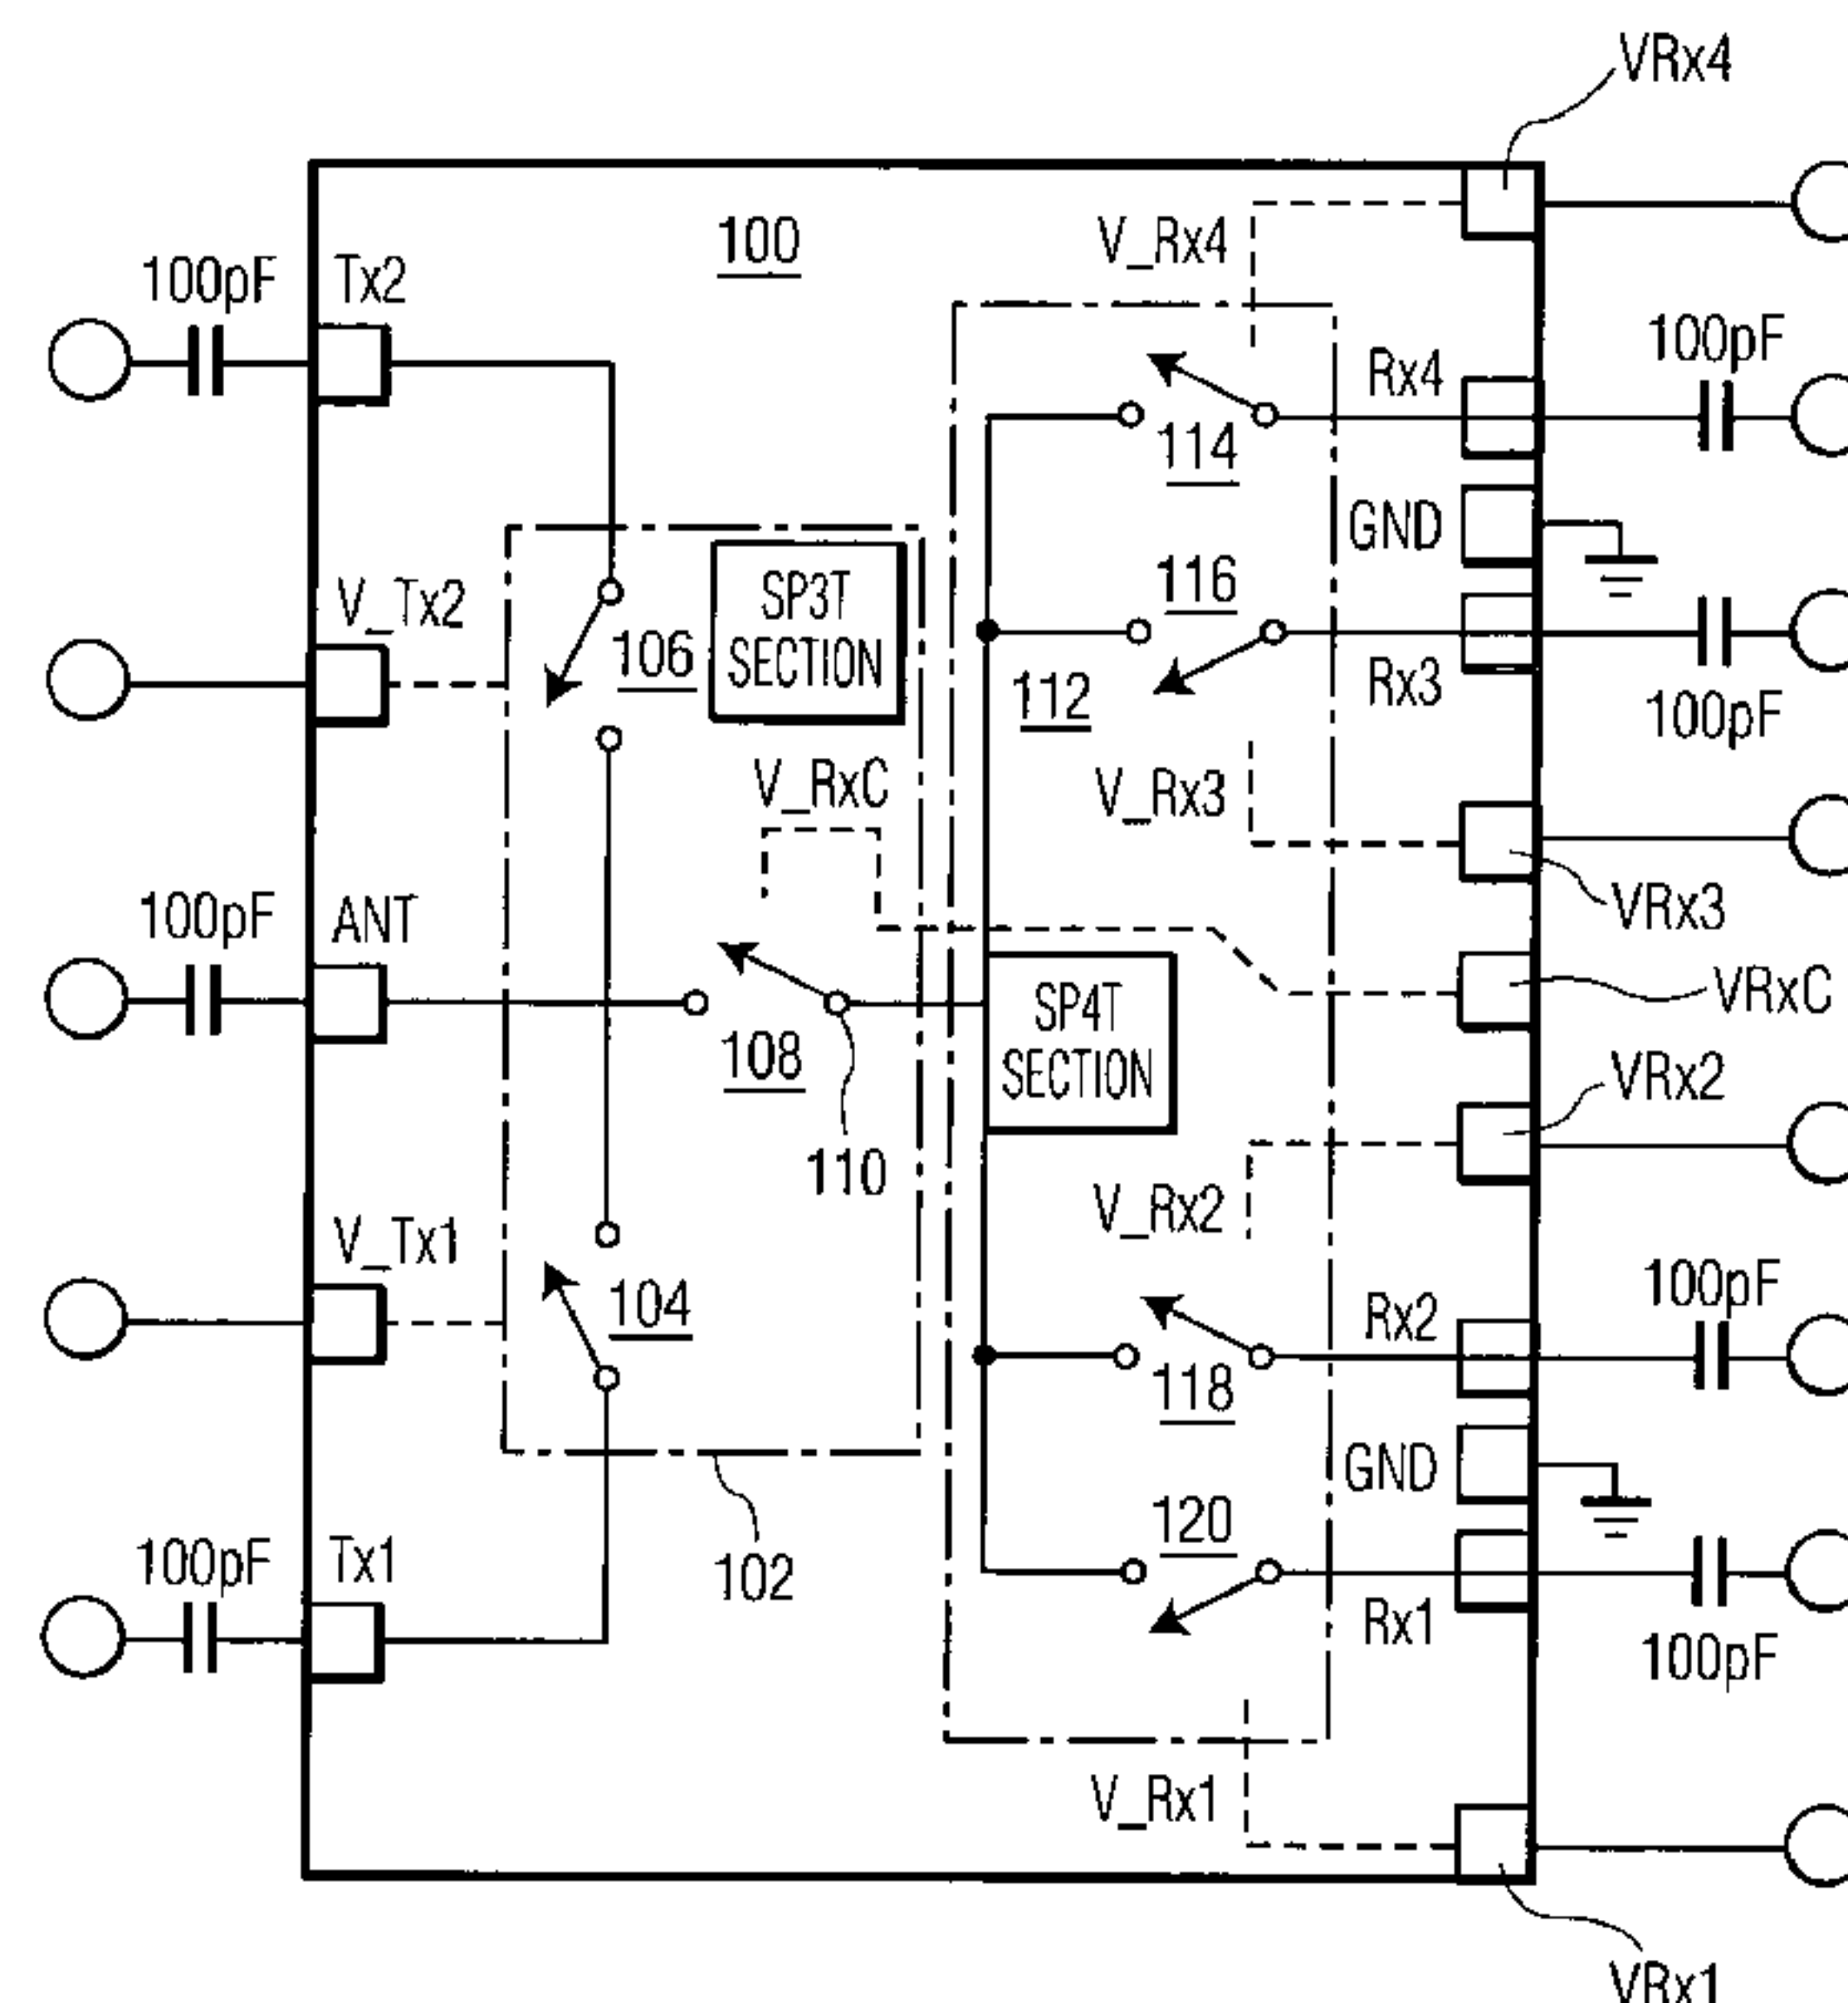 VRx4
100
V_Rx4
100pF
Tx2
100pF
Rx4
114
GND
V_Tx2
SP3T
SECTION
106
116
112
Rx3
100pF
V_RxC
V_Rx3
100pF
ANT
VRx3
108
SP4T
SECTION
VRxC
VRx2
110
V_Rx2
V_Tx1
104
100pF
Rx2
118
GND
102
120
100pF
Tx1
Rx1
100pF
V_Rx1
VRx1